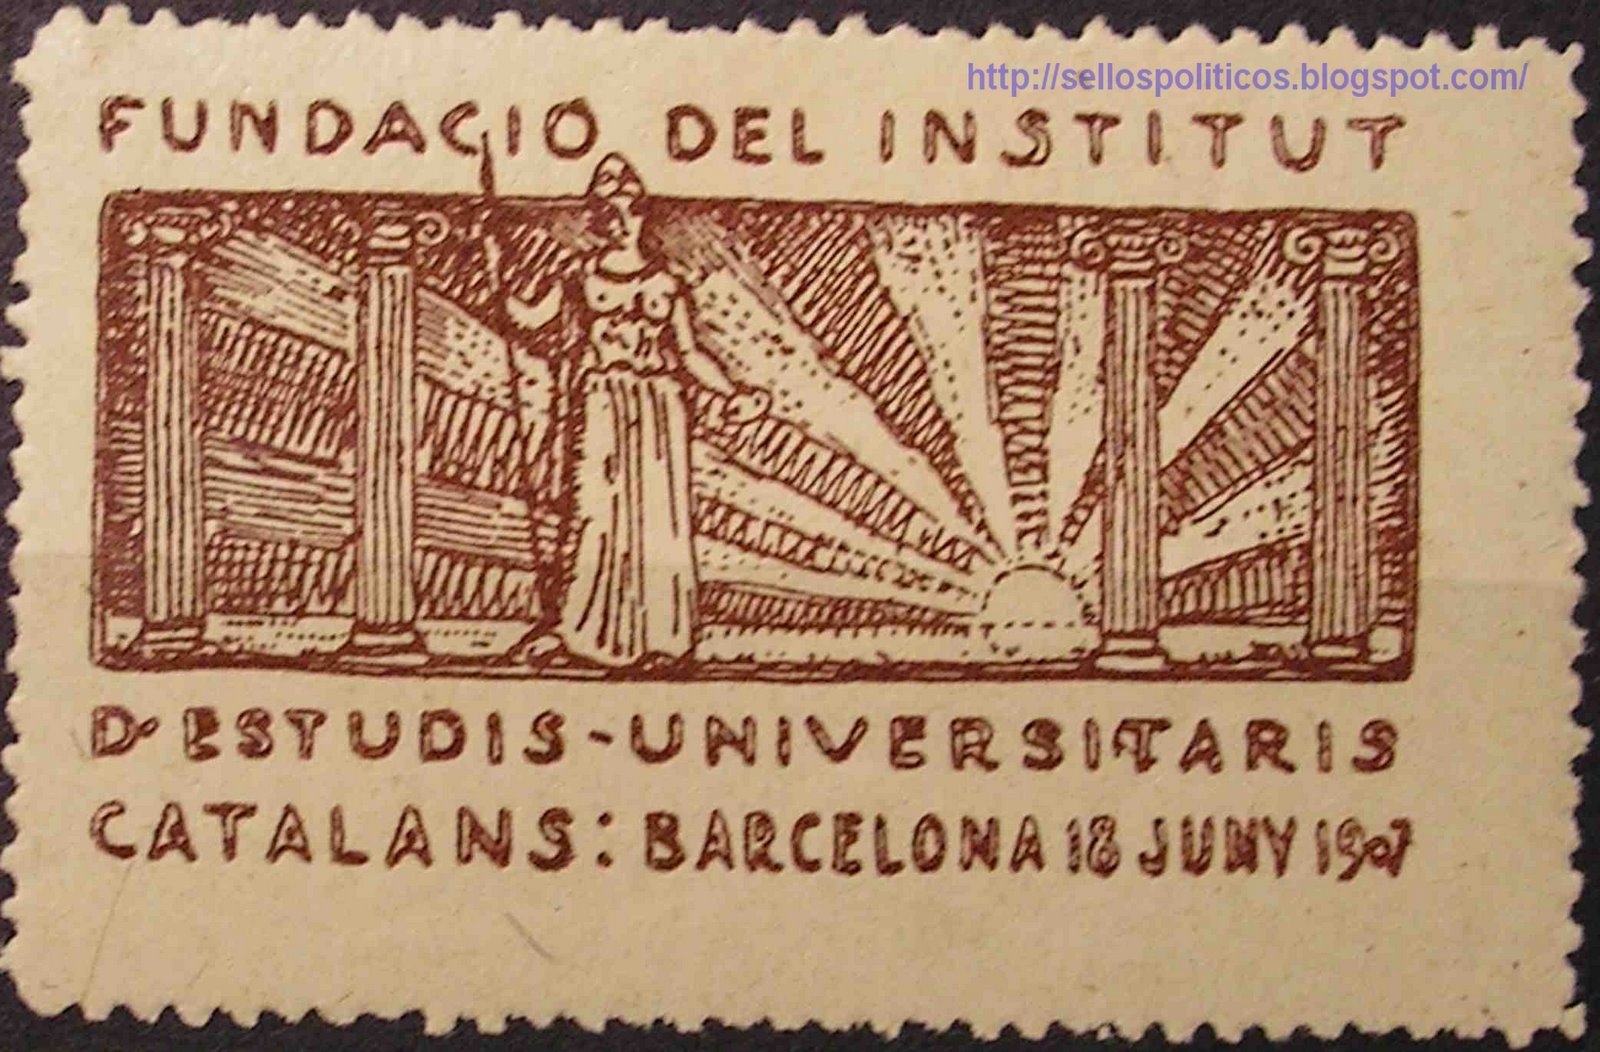 http://sellospoliticos.blogspot.com/
FUNDACIO DEL INSTITUT
D'ESTUDIS-UNIVERSITARIS
CATALANS: BARCELONA 18 JUNY 1907